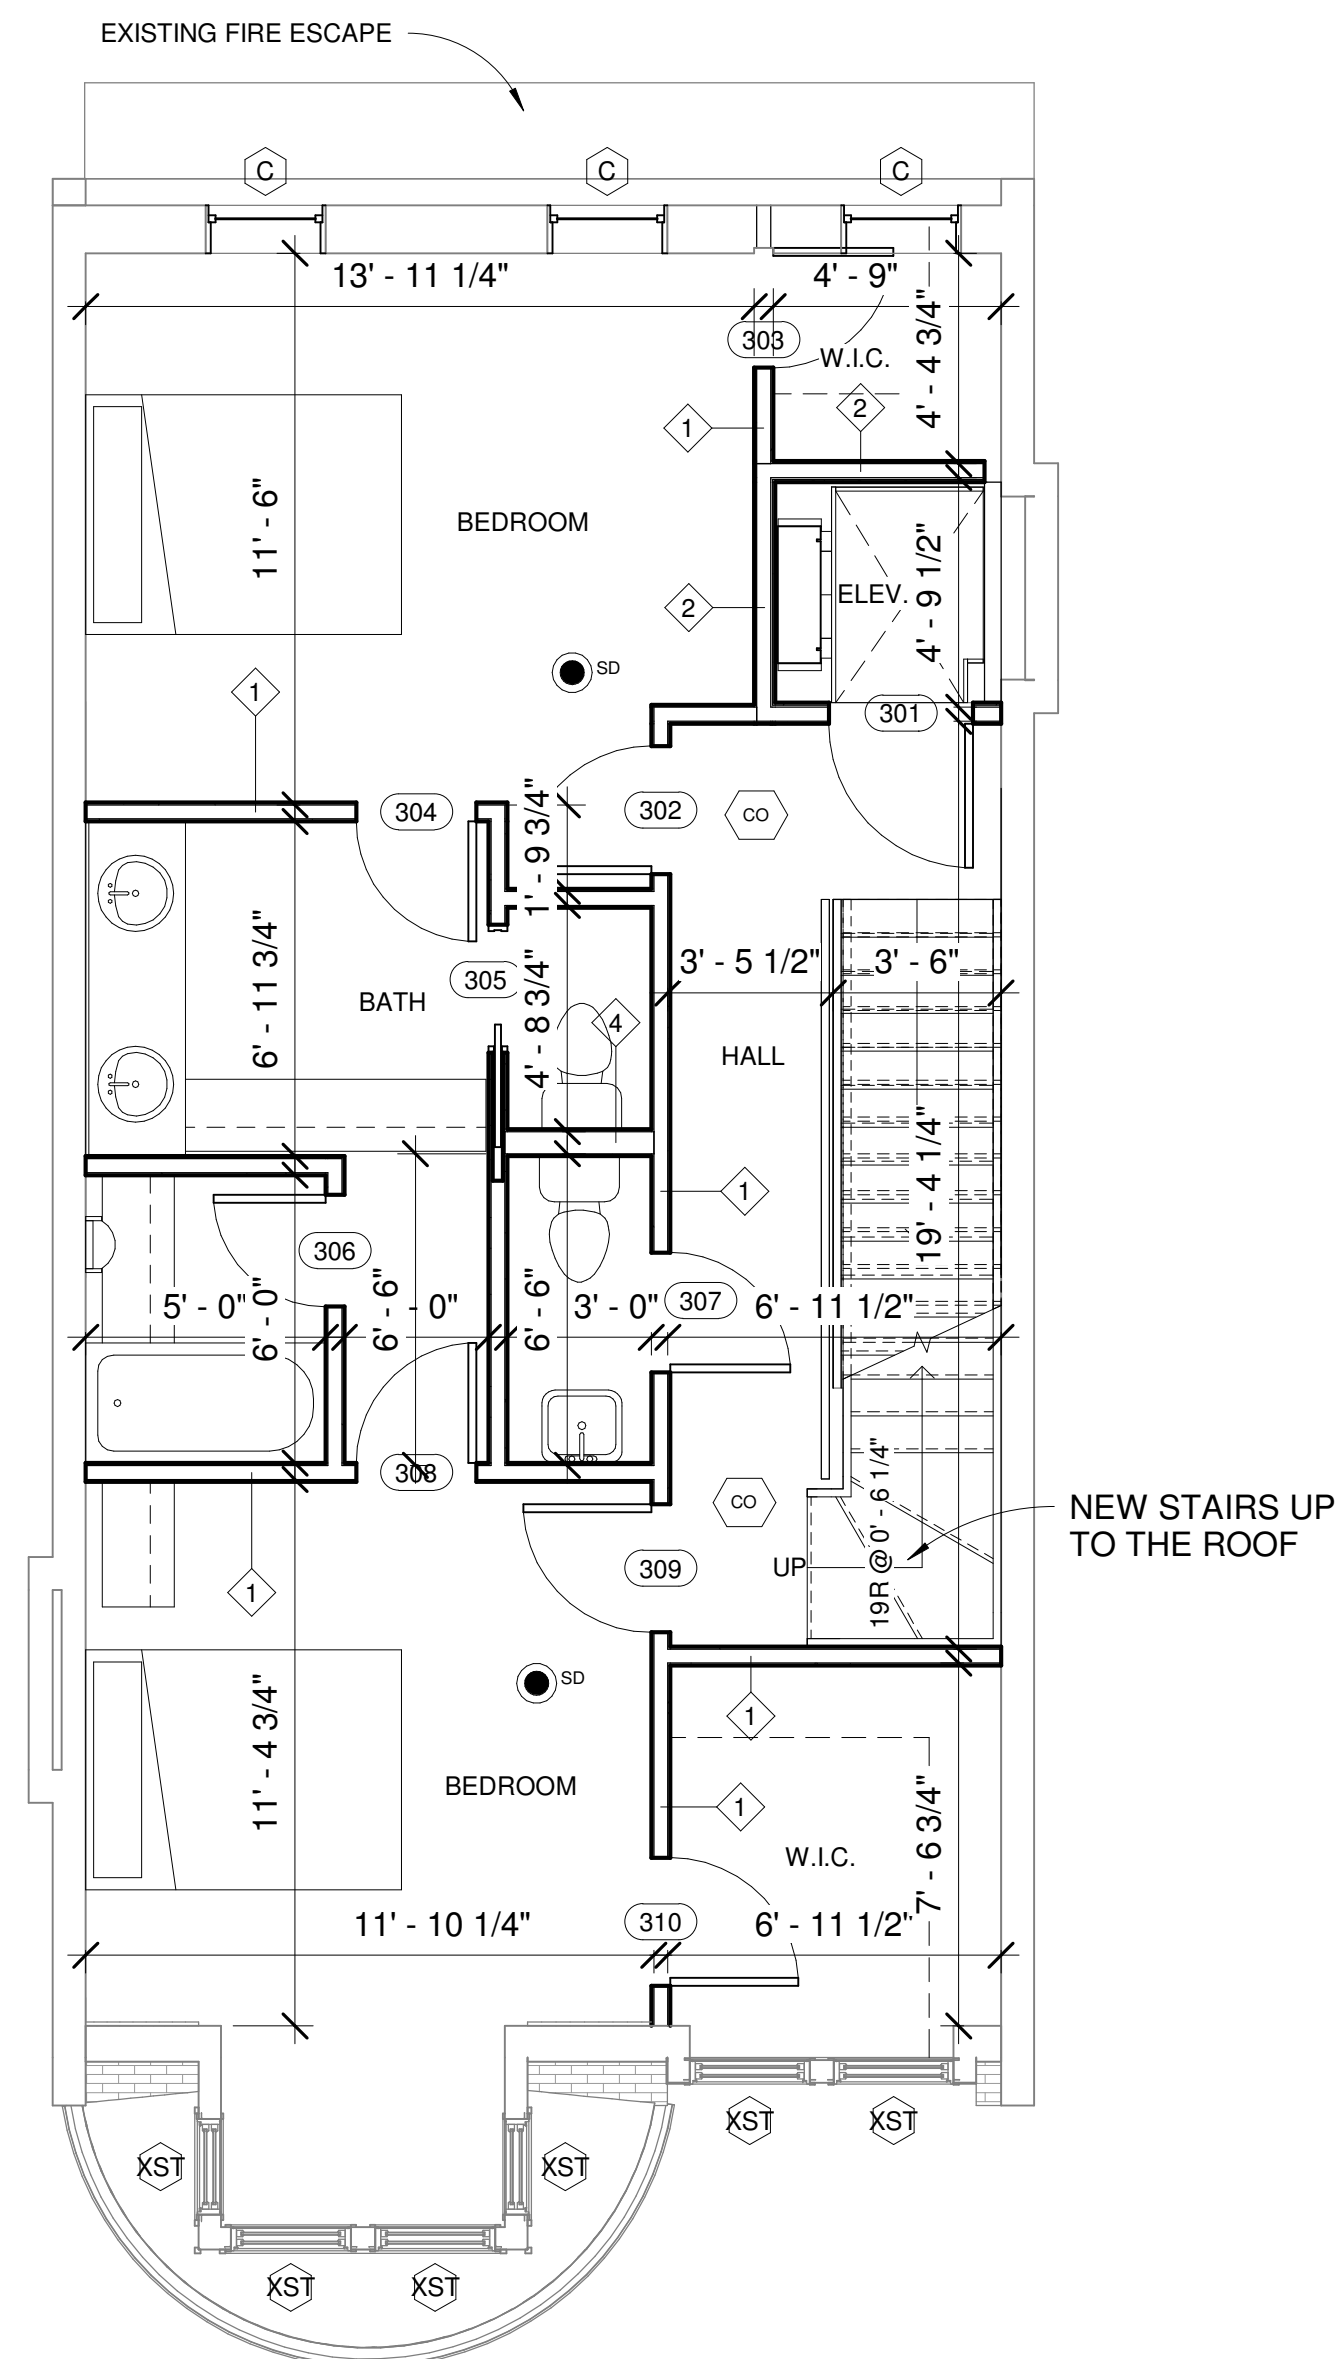 EXISTING FIRE ESCAPE
C
C
C
13' - 11 1/4"
4' - 9"
303
W.I.C.
4' - 4 3/4"
1
2
11' - 6"
BEDROOM
ELEV.
4' - 9 1/2"
2
SD
1
301
304
302
CO
1' - 9 3/4"
6' - 11 3/4"
BATH
305
4' - 8 3/4"
4
3' - 5 1/2"
3' - 6"
HALL
19' - 4 1/4"
1
306
5' - 0"
6' - 0"
6' - 6"
- 0"
6' - 6"
3' - 0"
307
6' - 11 1/2"
308
CO
19R @ 0' - 6 1/4"
NEW STAIRS UP
TO THE ROOF
UP
309
1
SD
1
11' - 4 3/4"
BEDROOM
1
W.I.C.
7' - 6 3/4"
11' - 10 1/4"
310
6' - 11 1/2"
XST
XST
XST
XST
XST
XST